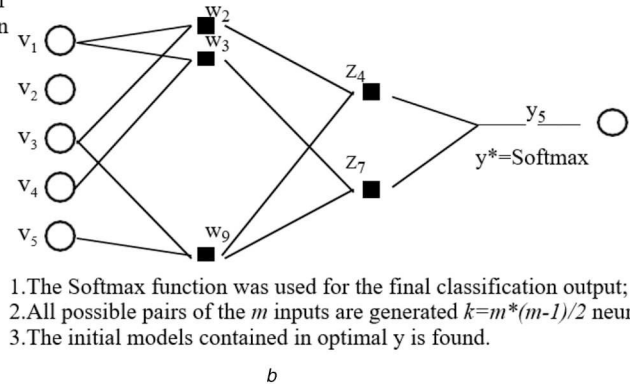 w2
n
v1
w3
v2
z4
y5
v3
z7
y*=Softmax
v4
v5
w9
1.The Softmax function was used for the final classification output;
2.All possible pairs of the m inputs are generated k=m*(m-1)/2
3.The initial models contained in optimal y is found.
b